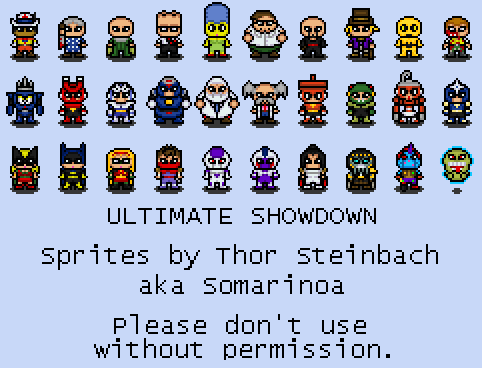 ULTIMATE SHOWDOWN
Sprites by Thor Steinbach
aka Somarinoa
Please don't use
without permission.